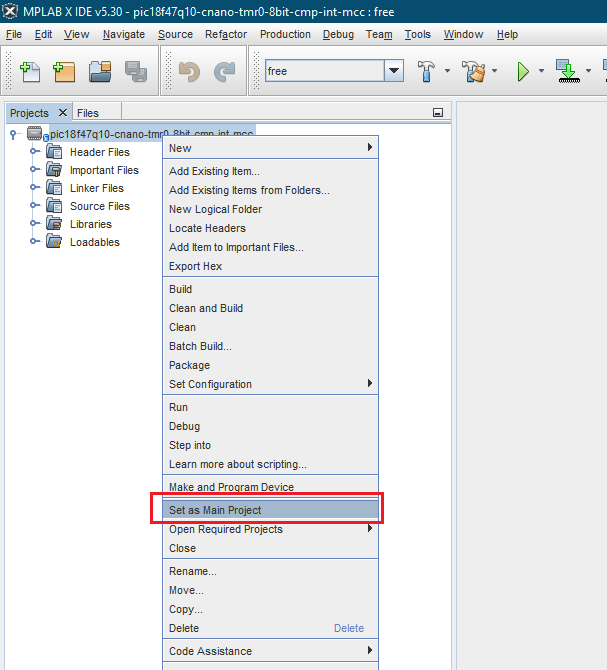 MPLAB X IDE v5.30 - pic18f47q10-cnano-tmr0-8bit-cmp-int-mcc : free
File Edit View Navigate Source Refactor Production Debug Team Tools Window Help
free
Projects Files
pic18f47q10-cnano-tmr0-8bit-cmp-int-mcc
Header Files
Important Files
Linker Files
Source Files
Libraries
Loadables
New
Add Existing Item...
Add Existing Items from Folders...
New Logical Folder
Locate Headers
Add Item to Important Files...
Export Hex
Build
Clean and Build
Clean
Batch Build...
Package
Set Configuration
Run
Debug
Step into
Learn more about scripting...
Make and Program Device
Set as Main Project
Open Required Projects
Close
Rename...
Move...
Copy...
Delete Delete
Code Assistance